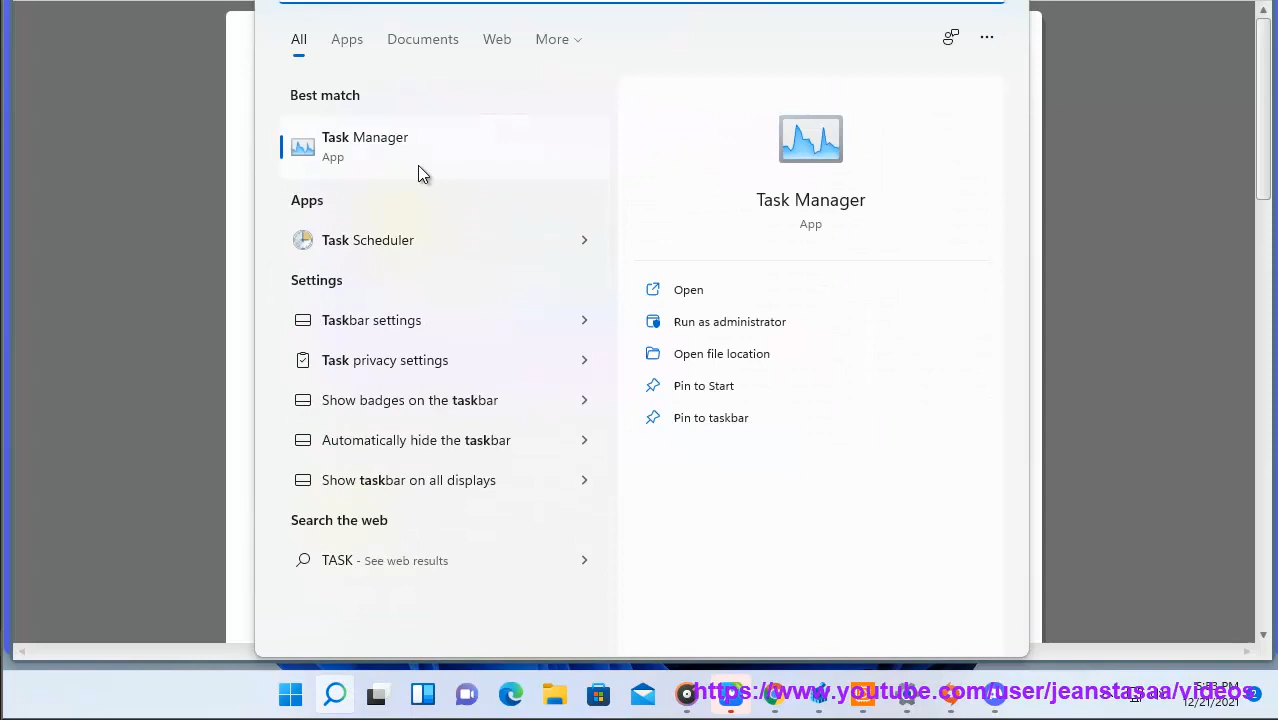 All Apps Documents Web More
Best match
Task Manager
App
Apps
Task Scheduler
Settings
Taskbar settings
Task privacy settings
Show badges on the taskbar
Automatically hide the taskbar
Show taskbar on all displays
Search the web
TASK - See web results
Task Manager
App
Open
Run as administrator
Open file location
Pin to Start
Pin to taskbar
https://www.youtube.com/user/jeanstasaa/videos
12/21/2021
2